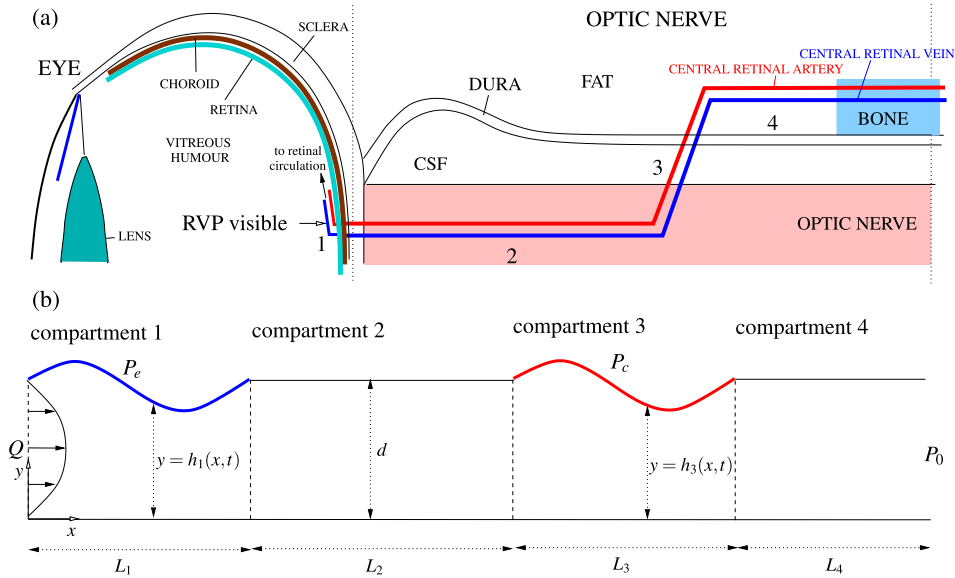 (a)
OPTIC NERVE
SCLERA
EYE
CHOROID
RETINA
DURA
FAT
CENTRAL RETINAL VEIN
CENTRAL RETINAL ARTERY
4
BONE
VITREOUS
HUMOUR
to retinal
circulation
CSF
3
RVP visible
1
LENS
2
OPTIC NERVE
(b)
compartment 1
compartment 2
compartment 3
compartment 4
P_e
P_c
Q
y
x
y = h_1(x,t)
d
y = h_3(x,t)
P_0
L_1
L_2
L_3
L_4